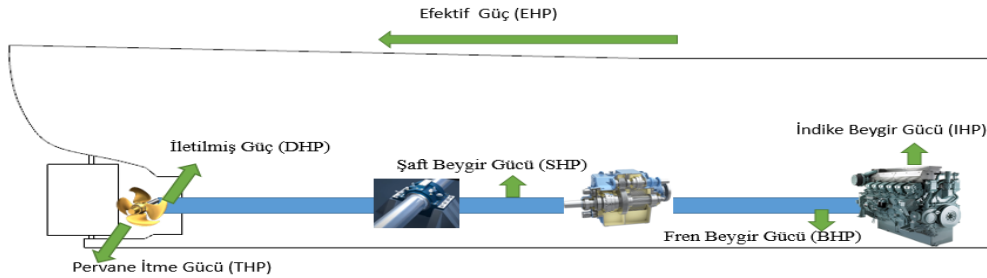 Efektif Güç (EHP)
İndike Beygir Gücü (IHP)
İletilmiş Güç (DHP)
Şaft Beygir Gücü (SHP)
Fren Beygir Gücü (BHP)
Pervane İtme Gücü (THP)